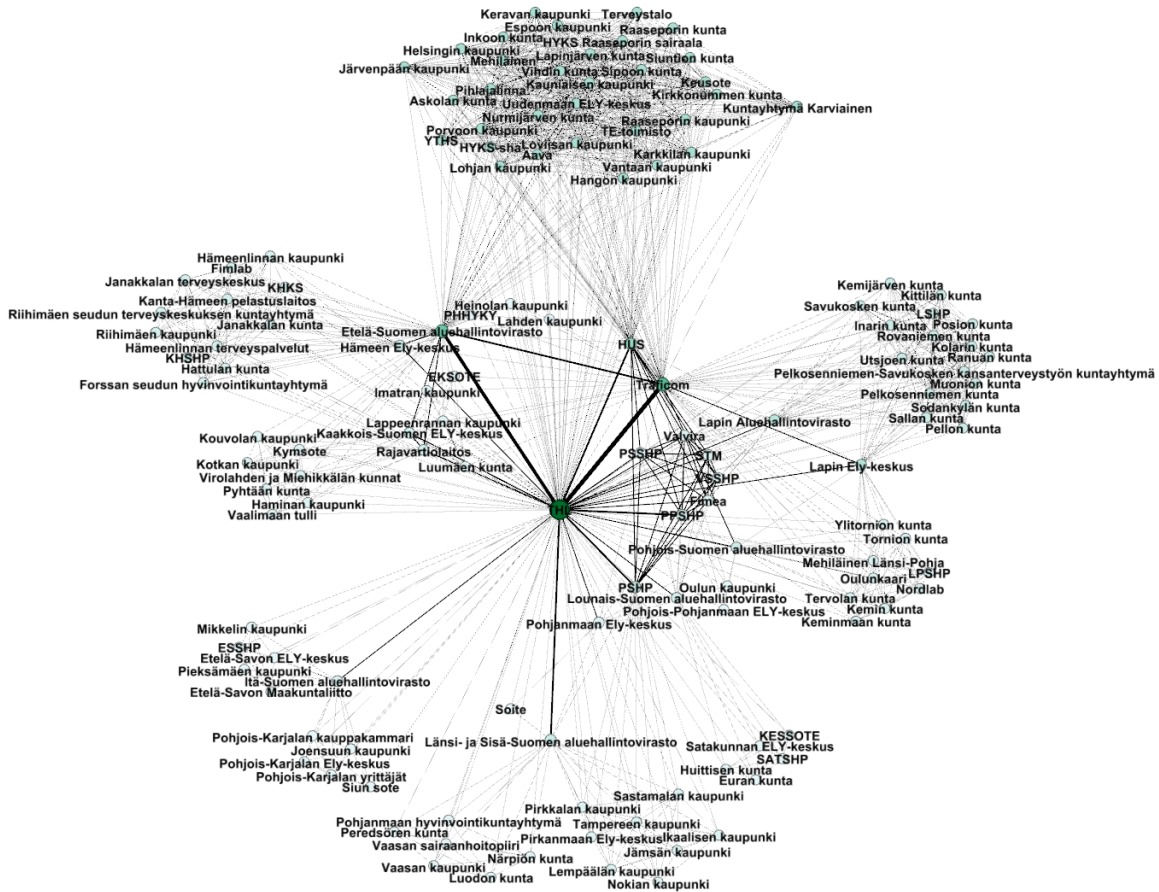 Keravan kaupunki
Terveystalo
Espoon kaupunki
Raaseporin kunta
Inkoon kunta
HYKS Raaseporin sairaala
Helsingin kaupunki
Lapinjärven kunta
Siuntion kunta
Mehiläinen
Järvenpään kaupunki
Vihdin kunta
Sipoon kunta
Kauniaisen kaupunki
Keusote
Pihlajalinna
Kirkkonummen kunta
Askolan kunta
Uudenmaan ELY-keskus
Kuntayhtymä Karviainen
Nurmijärven kunta
Raaseporin kaupunki
Porvoon kaupunki
TE-toimisto
YTHS
HYKS-sha
Loviisan kaupunki
Aava
Karkkilan kaupunki
Lohjan kaupunki
Vantaan kaupunki
Hangon kaupunki
Hämeenlinnan kaupunki
Fimlab
Janakkalan terveyskeskus
KHKS
Kanta-Hämeen pelastuslaitos
Riihimäen seudun terveyskeskuksen kuntayhtymä
Janakkalan kunta
Riihimäen kaupunki
Hämeenlinnan terveyspalvelut
KHSHP
Hattulan kunta
Forssan seudun hyvinvointikuntayhtymä
Heinolan kaupunki
PHHYKY
Lahden kaupunki
Etelä-Suomen aluehallintovirasto
Hämeen Ely-keskus
HUS
EKSOTE
Traficom
Imatran kaupunki
Kemijärven kunta
Kittilän kunta
Savukosken kunta
LSHP
Inarin kunta
Posion kunta
Rovaniemen kunta
Kolarin kunta
Utsjoen kunta
Ranuan kunta
Pelkosenniemen-Savukosken kansanterveystyön kuntayhtymä
Muonion kunta
Pelkosenniemen kunta
Sodankylän kunta
Sallan kunta
Pellon kunta
Lapin Aluehallintovirasto
Lappeenrannan kaupunki
Kaakkois-Suomen ELY-keskus
Kouvolan kaupunki
Kymsote
Rajavartiolaitos
Kotkan kaupunki
Luumäen kunta
Virolahden ja Miehikkälän kunnat
Pyhtään kunta
Haminan kaupunki
Vaalimaan tulli
Valvira
PSSHP
STM
Lapin Ely-keskus
VSSHP
Fimea
THL
PPSHP
Ylitornion kunta
Tornion kunta
Pohjois-Suomen aluehallintovirasto
Mehiläinen Länsi-Pohja
LPSHP
Oulunkaari
Nordlab
PSHP
Oulun kaupunki
Lounais-Suomen aluehallintovirasto
Tervolan kunta
Pohjois-Pohjanmaan ELY-keskus
Kemin kunta
Pohjanmaan Ely-keskus
Keminmaan kunta
Mikkelin kaupunki
ESSHP
Etelä-Savon ELY-keskus
Pieksämäen kaupunki
Itä-Suomen aluehallintovirasto
Etelä-Savon Maakuntaliitto
Soite
Pohjois-Karjalan kauppakammari
Länsi- ja Sisä-Suomen aluehallintovirasto
Joensuun kaupunki
Pohjois-Karjalan Ely-keskus
Pohjois-Karjalan yrittäjät
Siun sote
KESSOTE
Satakunnan ELY-keskus
SATSHP
Huittisen kunta
Euran kunta
Sastamalan kaupunki
Pirkkalan kaupunki
Pohjanmaan hyvinvointikuntayhtymä
Tampereen kaupunki
Peredsören kunta
Pirkanmaan Ely-keskus
Ikaalisen kaupunki
Vaasan sairaanhoitopiiri
Jämsän kaupunki
Närpiön kunta
Vaasan kaupunki
Lempäälän kaupunki
Luodon kunta
Nokian kaupunki